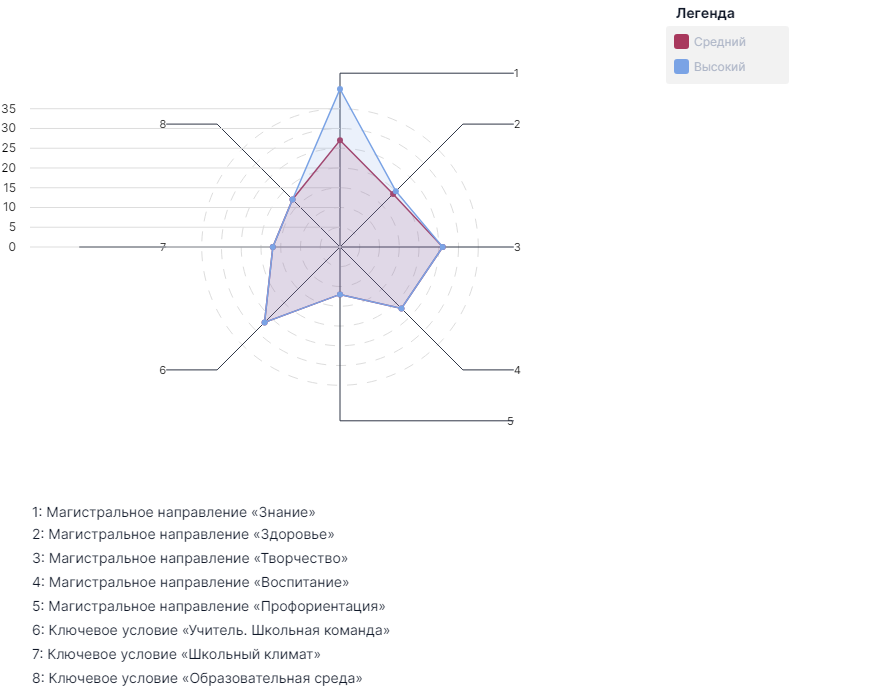 Легенда
Средний
Высокий
1
2
3
4
5
6
7
8
35
30
25
20
15
10
5
0
1: Магистральное направление «Знание»
2: Магистральное направление «Здоровье»
3: Магистральное направление «Творчество»
4: Магистральное направление «Воспитание»
5: Магистральное направление «Профориентация»
6: Ключевое условие «Учитель. Школьная команда»
7: Ключевое условие «Школьный климат»
8: Ключевое условие «Образовательная среда»